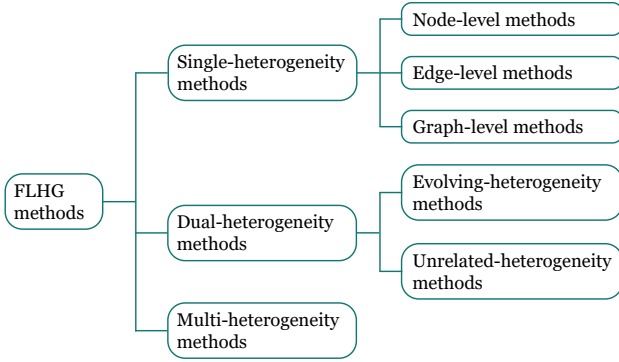 FLHG
methods
Single-heterogeneity
methods
Node-level methods
Edge-level methods
Graph-level methods
Dual-heterogeneity
methods
Evolving-heterogeneity
methods
Unrelated-heterogeneity
methods
Multi-heterogeneity
methods